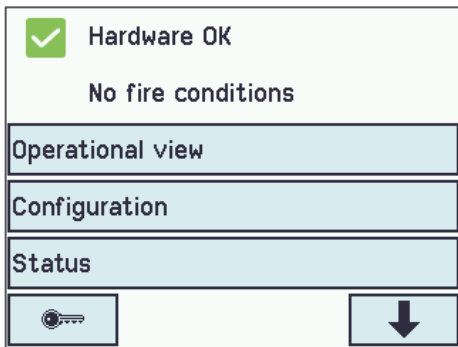 Hardware OK
No fire conditions
Operational view
Configuration
Status